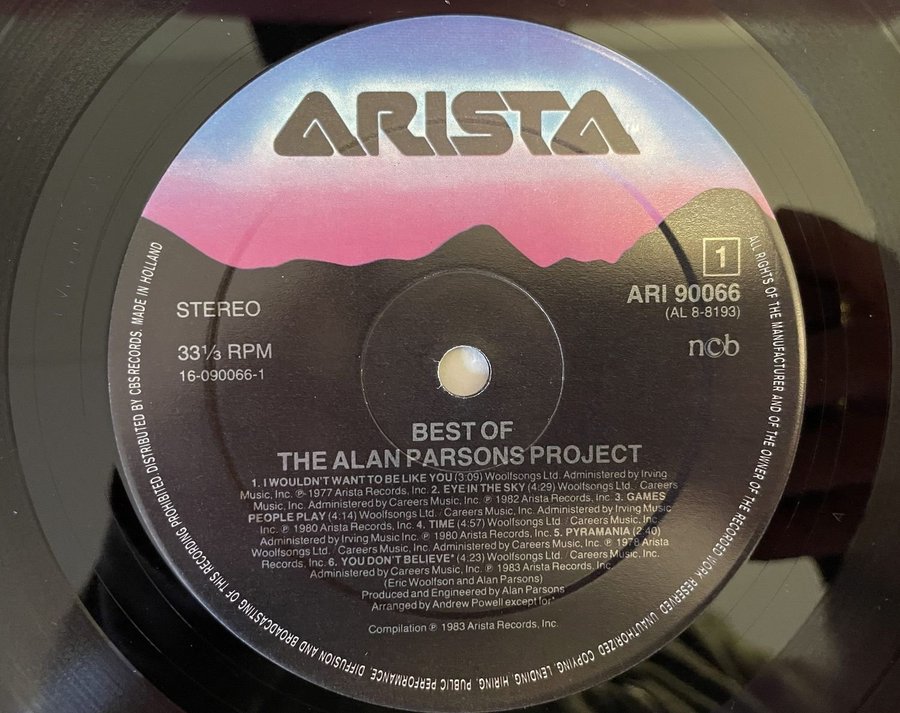 ARISTA
1
STEREO
ARI 90066
(AL 8-8193)
33⅓ RPM
16-090066-1
ncb
BEST OF
THE ALAN PARSONS PROJECT
1. I WOULDN'T WANT TO BE LIKE YOU (3:09) Woolfsongs Ltd. Administered by Irving
Music, Inc. ℗ 1977 Arista Records, Inc. 2. EYE IN THE SKY (4:29) Woolfsongs Ltd./Careers
Music, Inc. Administered by Careers Music, Inc. ℗ 1982 Arista Records, Inc. 3. GAMES
PEOPLE PLAY (4:14) Woolfsongs Ltd./Careers Music, Inc. Administered by Irving Music
Inc. ℗ 1980 Arista Records, Inc. 4. TIME (4:57) Woolfsongs Ltd./Careers Music, Inc.
Administered by Irving Music Inc. ℗ 1980 Arista Records, Inc. 5. PYRAMANIA (2:40)
Woolfsongs Ltd./Careers Music, Inc. Administered by Careers Music, Inc. ℗ 1978 Arista
Records, Inc. 6. YOU DON'T BELIEVE* (4:23) Woolfsongs Ltd./Careers Music, Inc.
Administered by Careers Music, Inc. ℗ 1983 Arista Records, Inc.
(Eric Woolfson and Alan Parsons)
Produced and Engineered by Alan Parsons
Arranged by Andrew Powell except for*
Compilation ℗ 1983 Arista Records, Inc.
ALL RIGHTS OF THE MANUFACTURER AND OF THE OWNER OF THE RECORDED WORK RESERVED. UNAUTHORIZED COPYING, LENDING, HIRING, PUBLIC PERFORMANCE, DIFFUSION AND BROADCASTING OF THIS RECORDING PROHIBITED. DISTRIBUTED BY CBS RECORDS. MADE IN HOLLAND